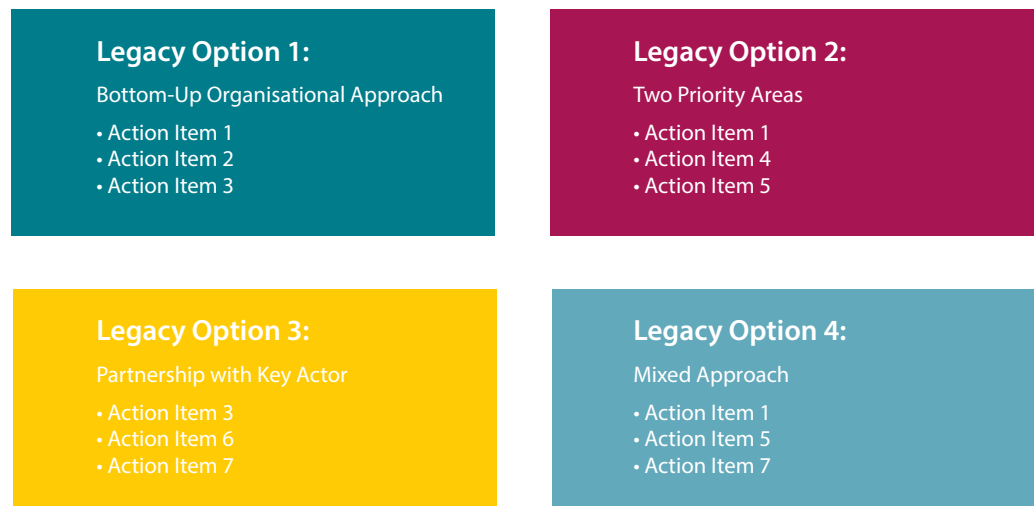 Legacy Option 1:
Bottom-Up Organisational Approach
• Action Item 1
• Action Item 2
• Action Item 3
Legacy Option 2:
Two Priority Areas
• Action Item 1
• Action Item 4
• Action Item 5
Legacy Option 3:
Partnership with Key Actor
• Action Item 3
• Action Item 6
• Action Item 7
Legacy Option 4:
Mixed Approach
• Action Item 1
• Action Item 5
• Action Item 7